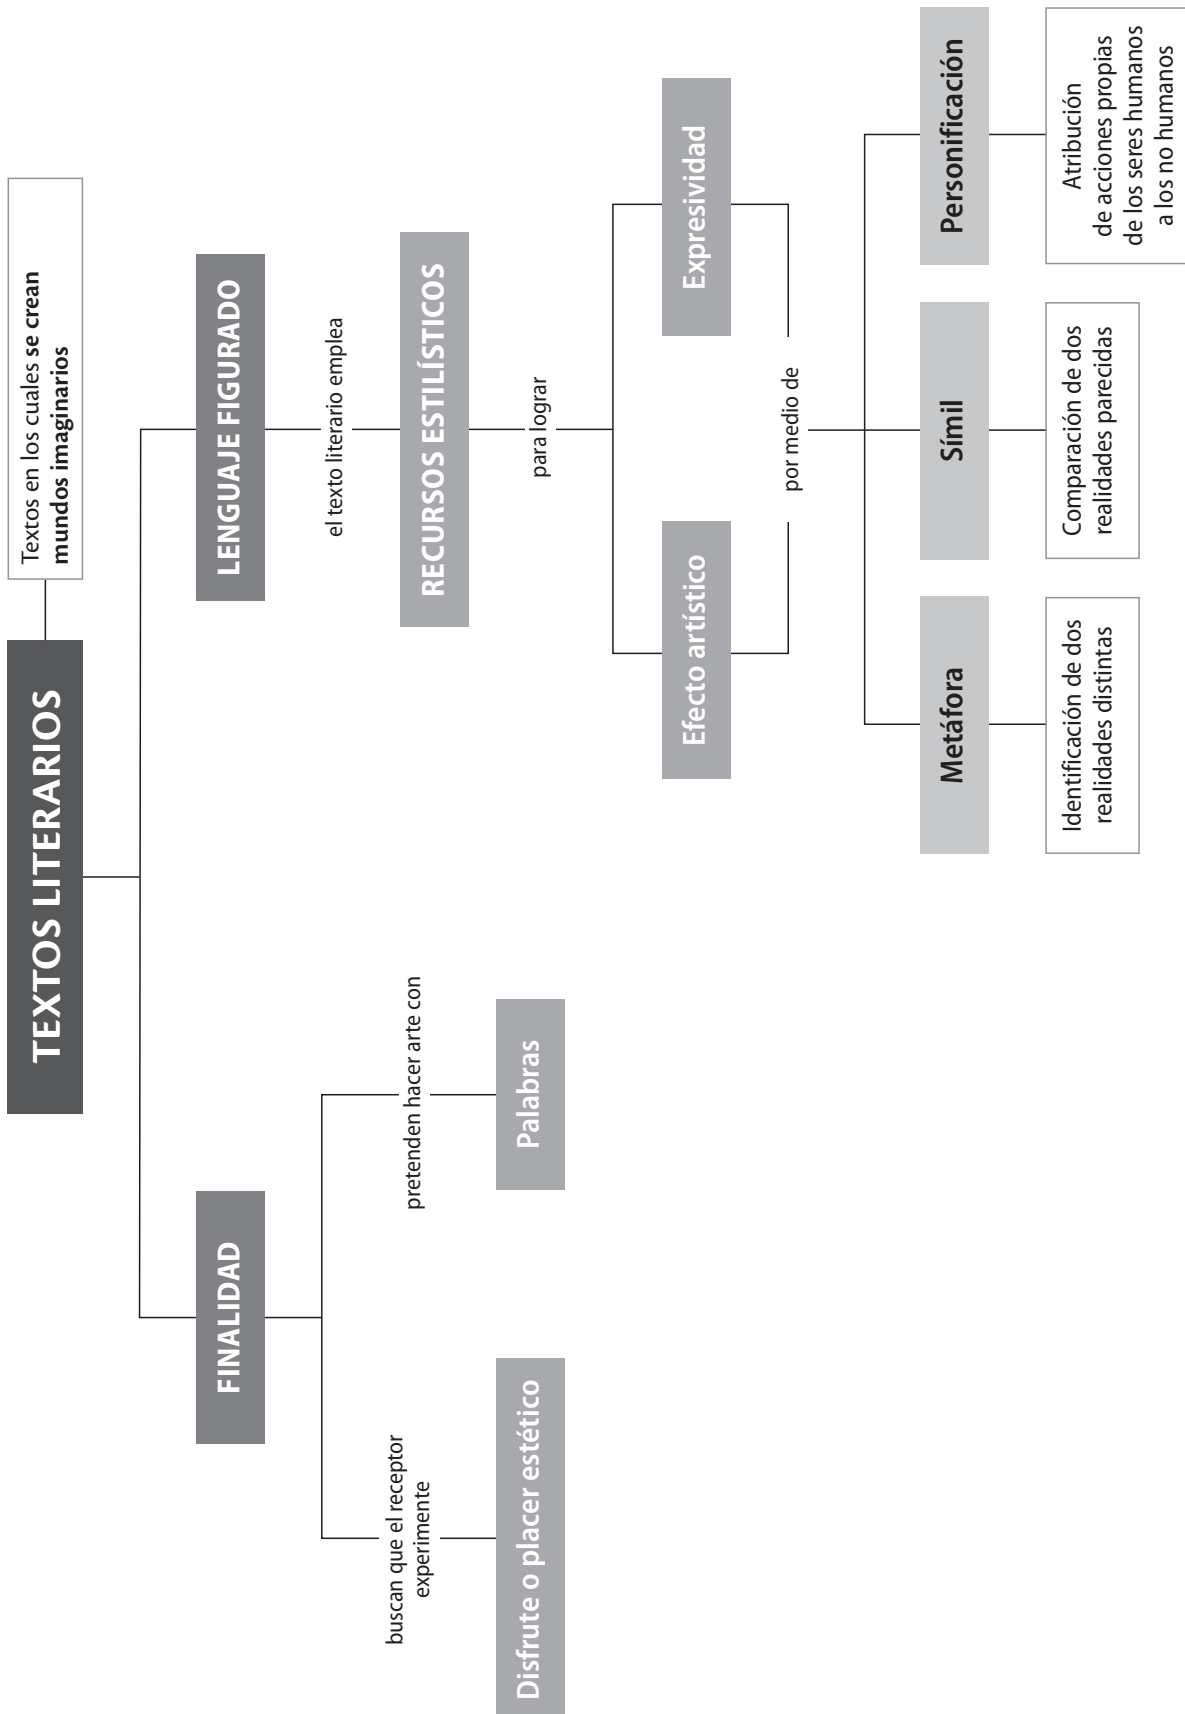 TEXTOS LITERARIOS
Textos en los cuales se crean
mundos imaginarios
FINALIDAD
buscan que el receptor
experimente
Disfrute o placer estético
pretenden hacer arte con
Palabras
LENGUAJE FIGURADO
el texto literario emplea
RECURSOS ESTILÍSTICOS
para lograr
Efecto artístico
Expresividad
por medio de
Metáfora
Identificación de dos
realidades distintas
Símil
Comparación de dos
realidades parecidas
Personificación
Atribución
de acciones propias
de los seres humanos
a los no humanos